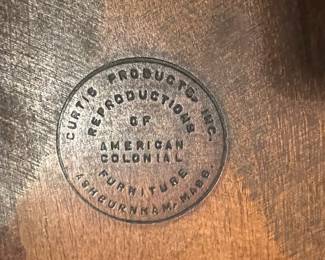 CURTIS PRODUCTS, INC.
REPRODUCTIONS
OF
AMERICAN
COLONIAL
FURNITURE
ASHBURNHAM, MASS.